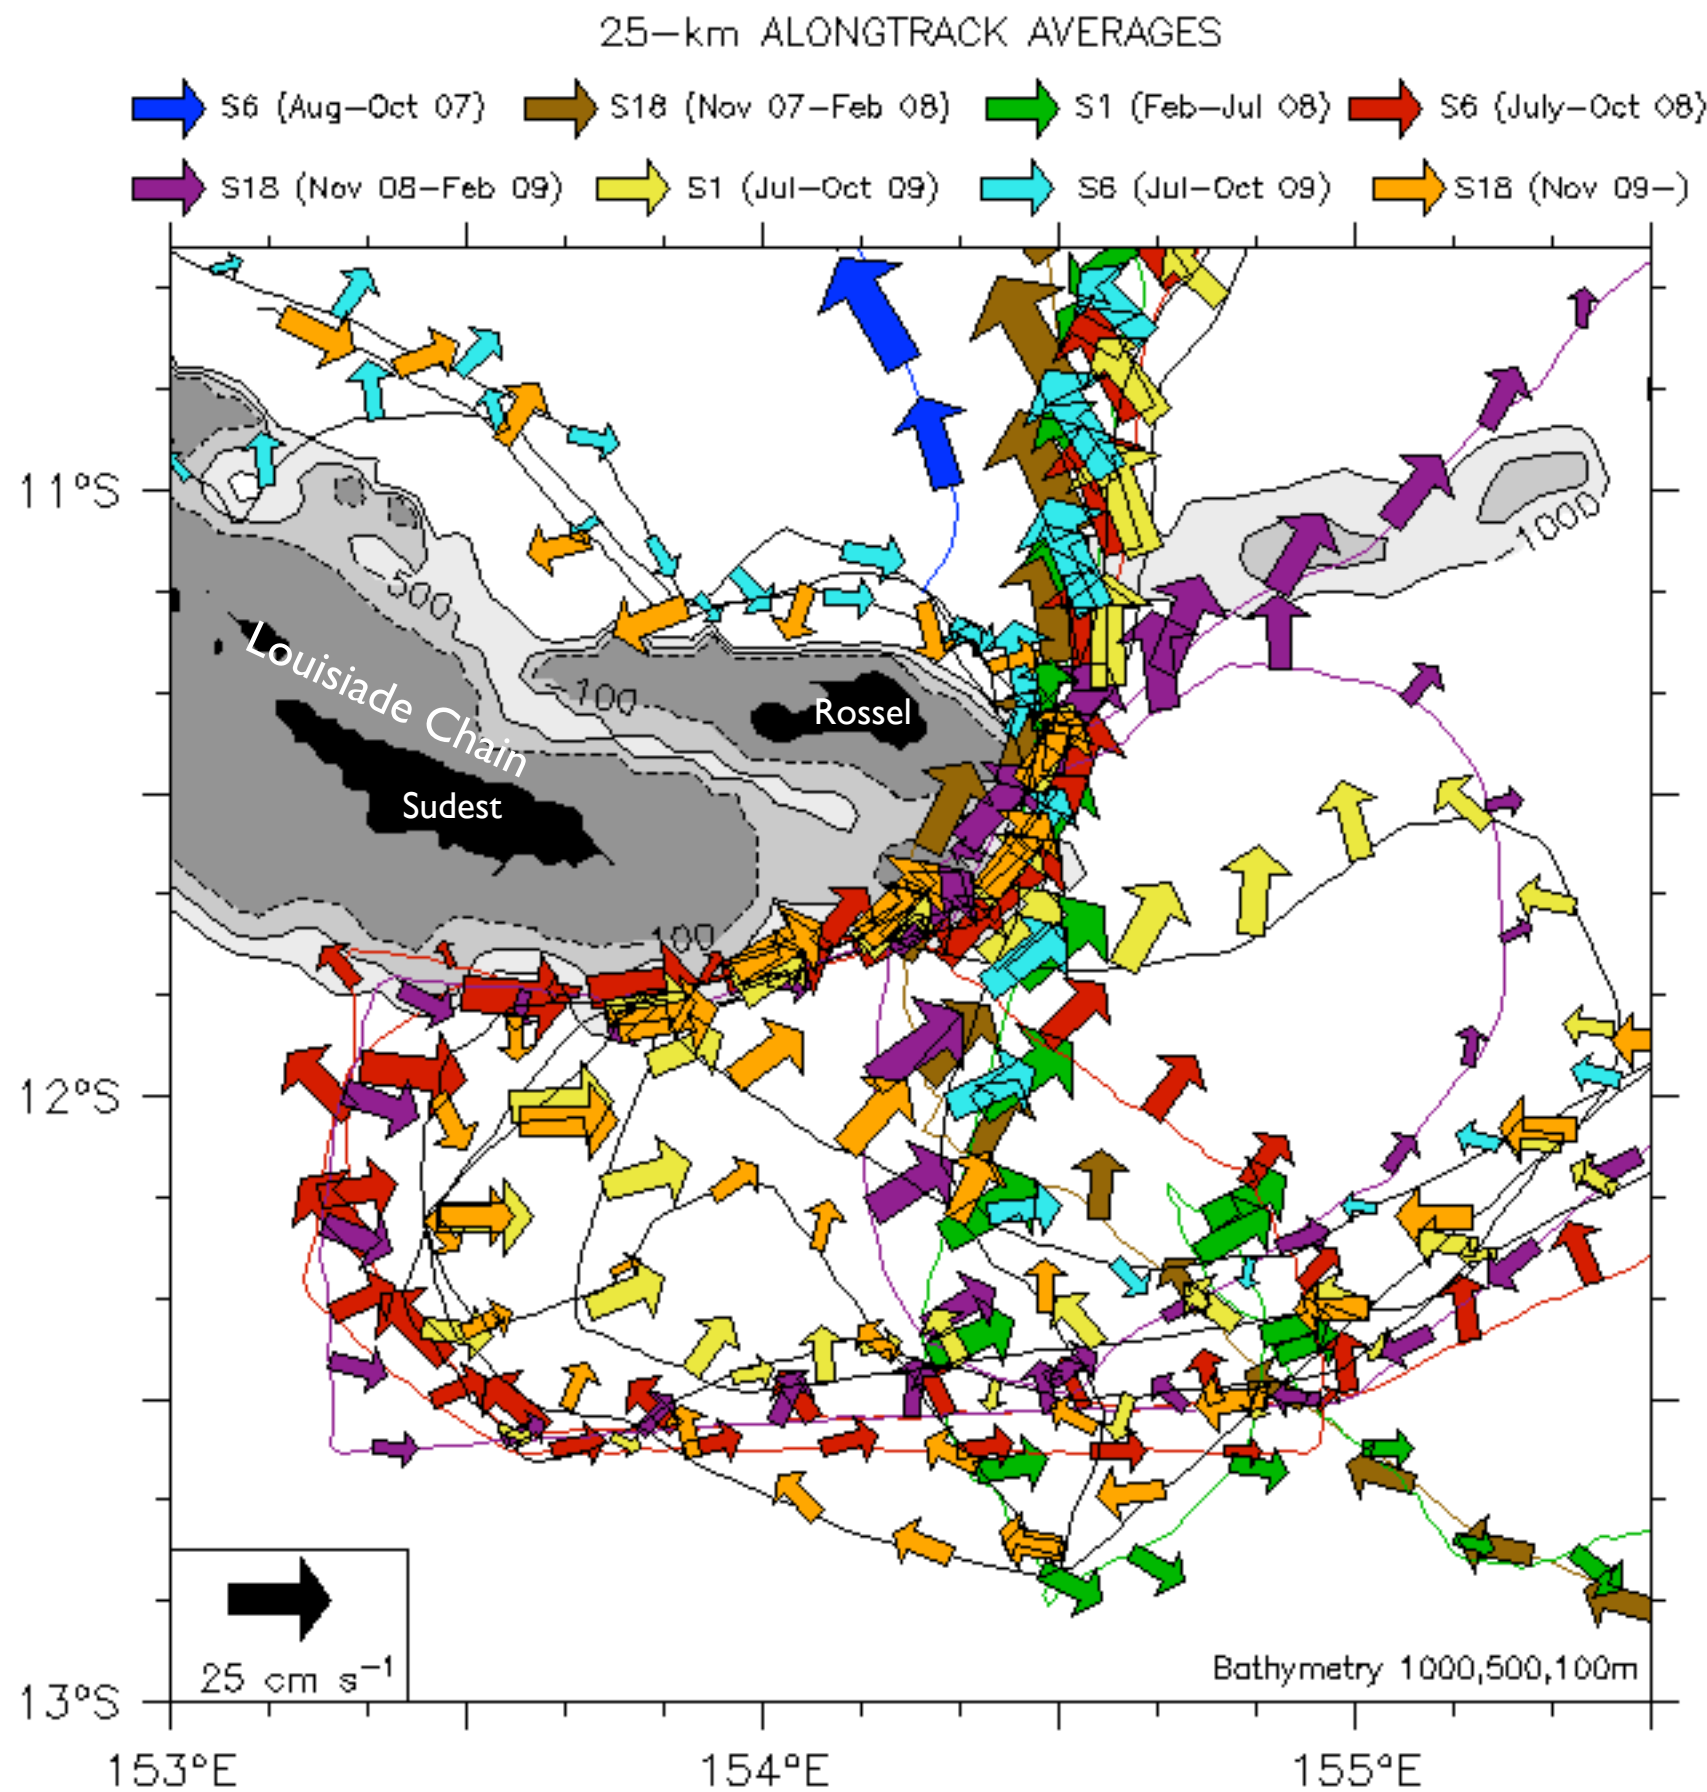 25-km ALONGTRACK AVERAGES
S6 {Aug-Oct 07} S18 {Nov 07-Feb 08} S1 (Feb-Jul 08} S6 {July-Oct 08}
S18 (Nov 08-Feb 09) S1 (Jul-Oct 09) S6 (Jul-Oct 09) S18 (Nov 09-)
11°S
1000
500
Louisiade Chain
100
Rossel
Sudest
100
12°S
25 cm s⁻¹
Bathymetry 1000,500,100m
13°S
153°E 154°E 155°E